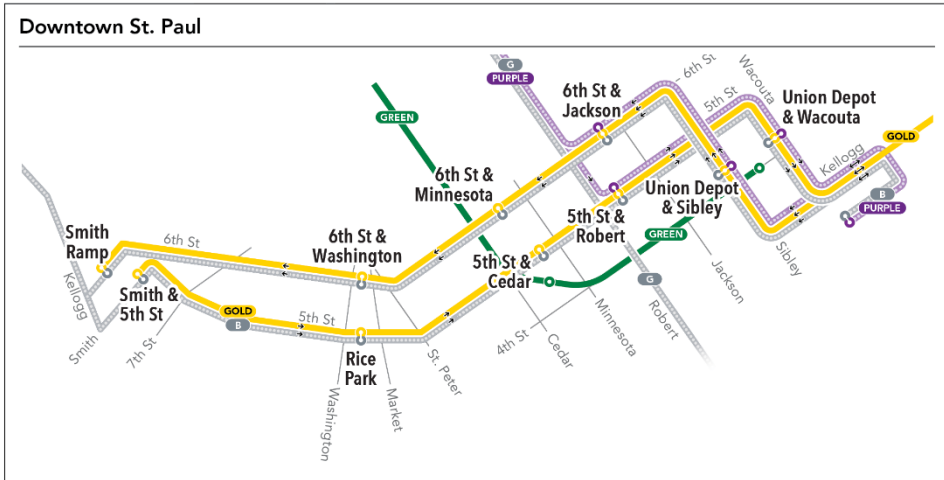 Downtown St. Paul
G
PURPLE
6th St &
Jackson
6th St
5th St
Wacouta
Union Depot
& Wacouta
GOLD
GREEN
6th St &
Minnesota
Kellogg
B
PURPLE
Union Depot
& Sibley
5th St &
Robert
GREEN
Smith
Ramp
6th St
6th St &
Washington
5th St &
Cedar
Sibley
Jackson
G
Kellogg
Smith &
5th St
GOLD
B
5th St
4th St
Robert
Minnesota
Cedar
Smith
7th St
Rice
Park
St. Peter
Market
Washington